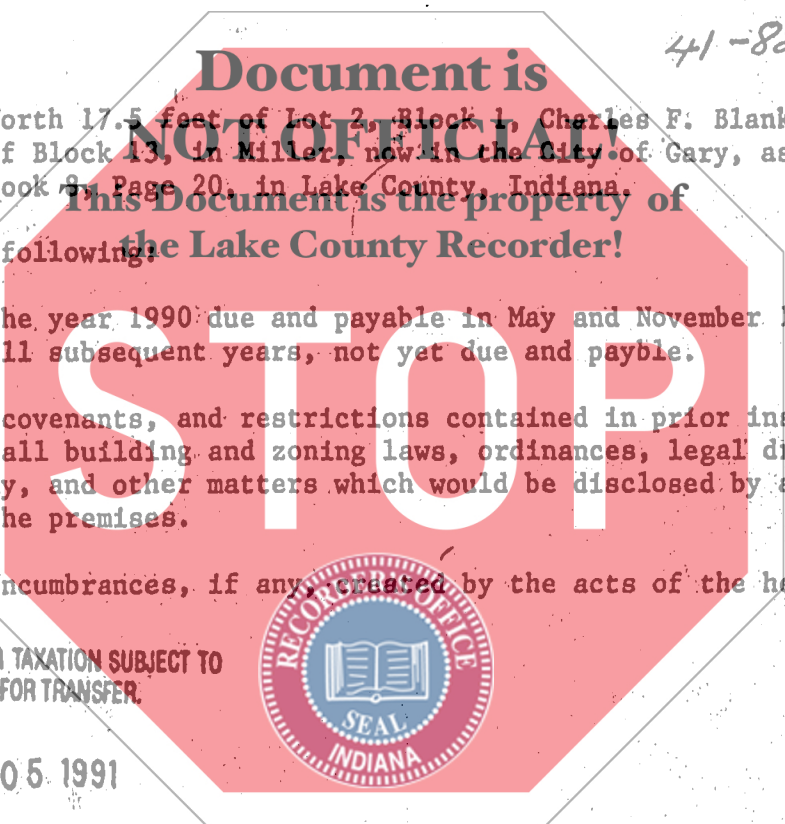 41-80
Document is
orth 17.5 feet of Lot 2, Block 1, Charles F. Blank
NOT OFFICIAL!
f Block 13, in Miller, now in the City of Gary, as
ook Page 20, in Lake County, Indiana.
This Document is the property of
the Lake County Recorder!
following:
he year 1990 due and payable in May and November
ll subsequent years, not yet due and payble.
STOP
covenants, and restrictions contained in prior ins
all building and zoning laws, ordinances, legal
y, and other matters which would be disclosed by a
he premises.
ncumbrances, if any, created by the acts of the he
RECORDER'S OFFICE
SEAL
INDIANA
TAXATION SUBJECT TO
FOR TRANSFER.
0 5 1991